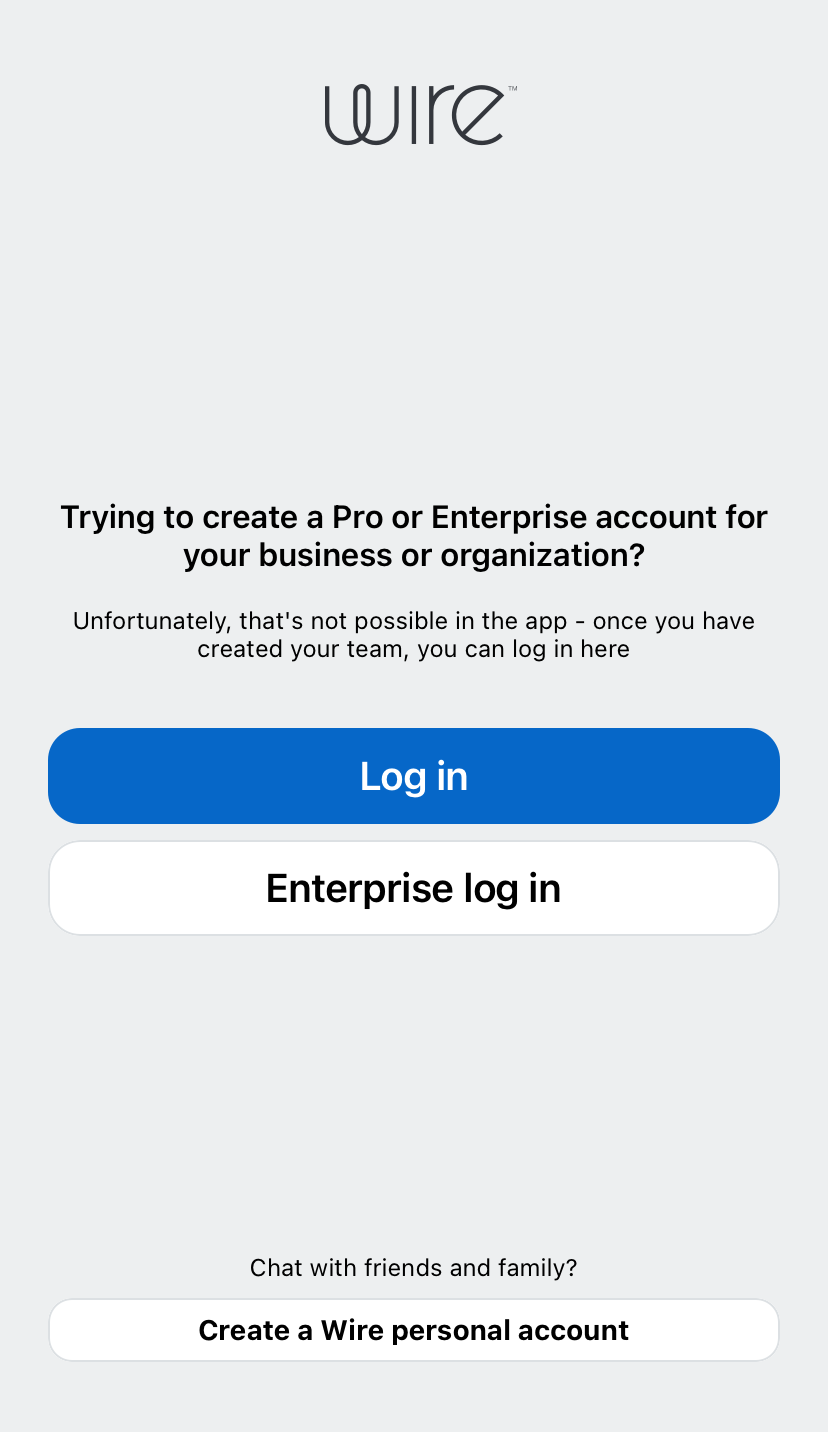 wire™
Trying to create a Pro or Enterprise account for
your business or organization?
Unfortunately, that's not possible in the app - once you have
created your team, you can log in here
Log in
Enterprise log in
Chat with friends and family?
Create a Wire personal account